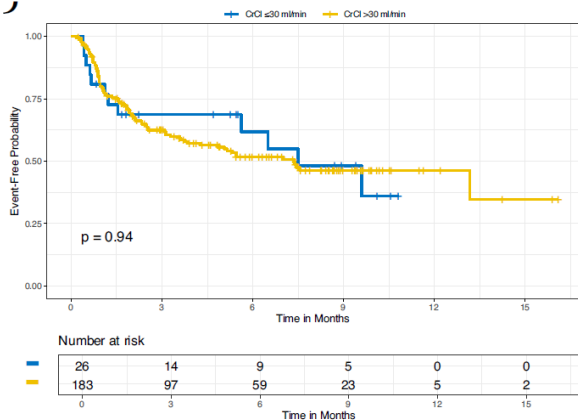 CrCl ≤30 ml/min CrCl >30 ml/min
1.00
0.75
0.50
0.25
0.00
Event-Free Probability
p = 0.94
0 3 6 9 12 15
Time in Months
Number at risk
26 14 9 5 0 0
183 97 59 23 5 2
0 3 6 9 12 15
Time in Months